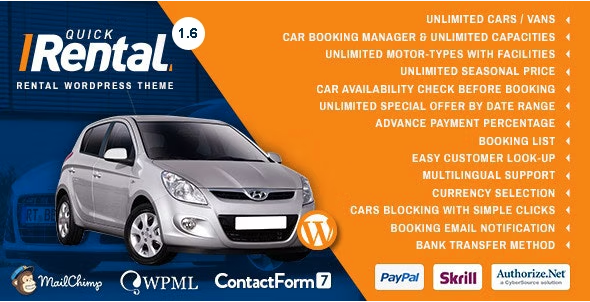 QUICK
Rental.
1.6
RENTAL WORDPRESS THEME
UNLIMITED CARS / VANS
CAR BOOKING MANAGER & UNLIMITED CAPACITIES
UNLIMITED MOTOR-TYPES WITH FACILITIES
UNLIMITED SEASONAL PRICE
CAR AVAILABILITY CHECK BEFORE BOOKING
UNLIMITED SPECIAL OFFER BY DATE RANGE
ADVANCE PAYMENT PERCENTAGE
BOOKING LIST
EASY CUSTOMER LOOK-UP
MULTILINGUAL SUPPORT
CURRENCY SELECTION
CARS BLOCKING WITH SIMPLE CLICKS
BOOKING EMAIL NOTIFICATION
BANK TRANSFER METHOD
MailChimp
WPML
ContactForm 7
PayPal
Skrill
Authorize.Net
a CyberSource solution